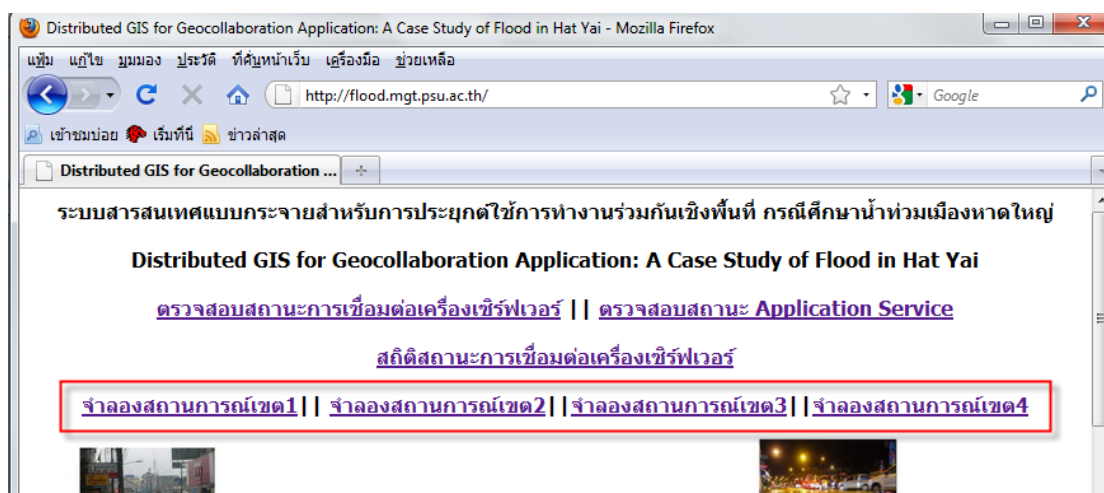 Distributed GIS for Geocollaboration Application: A Case Study of Flood in Hat Yai - Mozilla Firefox
แฟ้ม แก้ไข มุมมอง ประวัติ ที่คั่นหน้าเว็บ เครื่องมือ ช่วยเหลือ
http://flood.mgt.psu.ac.th/ Google
เข้าชมบ่อย เริ่มที่นี่ ข่าวล่าสุด
Distributed GIS for Geocollaboration ...
ระบบสารสนเทศแบบกระจายสำหรับการประยุกต์ใช้การทำงานร่วมกันเชิงพื้นที่ กรณีศึกษาน้ำท่วมเมืองหาดใหญ่
Distributed GIS for Geocollaboration Application: A Case Study of Flood in Hat Yai
ตรวจสอบสถานะการเชื่อมต่อเครื่องเซิร์ฟเวอร์ || ตรวจสอบสถานะ Application Service
สถิติสถานะการเชื่อมต่อเครื่องเซิร์ฟเวอร์
จำลองสถานการณ์เขต1|| จำลองสถานการณ์เขต2||จำลองสถานการณ์เขต3||จำลองสถานการณ์เขต4